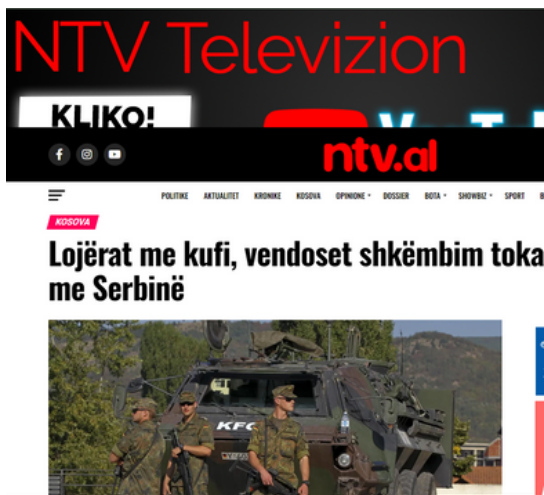 NTV Televizion
KLIKO!
ntv.al
POLITIKE AKTUALITET KRONIKE KOSOVA OPINIONE DOSSIER BOTA SHOWBIZ SPORT
KOSOVA
Lojërat me kufi, vendoset shkëmbim toka
me Serbinë
KFO